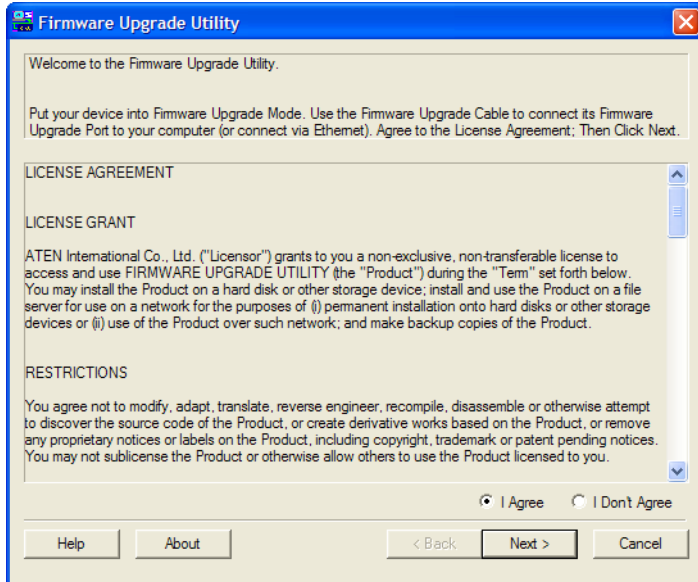 Firmware Upgrade Utility
Welcome to the Firmware Upgrade Utility.
Put your device into Firmware Upgrade Mode. Use the Firmware Upgrade Cable to connect its Firmware
Upgrade Port to your computer (or connect via Ethernet). Agree to the License Agreement; Then Click Next.
LICENSE AGREEMENT
LICENSE GRANT
ATEN International Co., Ltd. ("Licensor") grants to you a non-exclusive, non-transferable license to
access and use FIRMWARE UPGRADE UTILITY (the "Product") during the "Term" set forth below.
You may install the Product on a hard disk or other storage device; install and use the Product on a file
server for use on a network for the purposes of (i) permanent installation onto hard disks or other storage
devices or (ii) use of the Product over such network; and make backup copies of the Product.
RESTRICTIONS
You agree not to modify, adapt, translate, reverse engineer, recompile, disassemble or otherwise attempt
to discover the source code of the Product, or create derivative works based on the Product, or remove
any proprietary notices or labels on the Product, including copyright, trademark or patent pending notices.
You may not sublicense the Product or otherwise allow others to use the Product licensed to you.
I Agree I Don't Agree
Help About < Back Next > Cancel